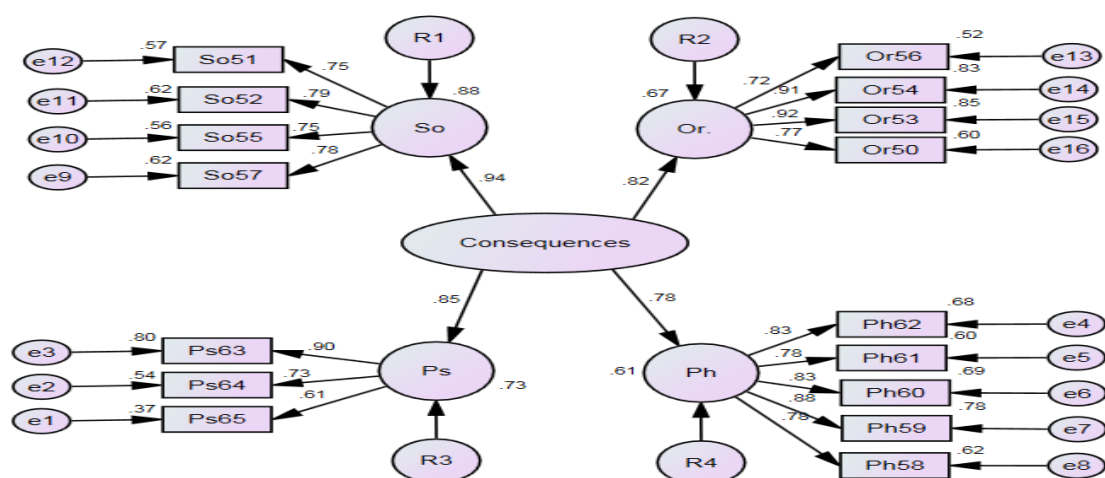 R1
R2
.57
.52
e12
So51
Or56
e13
.75
.72
.83
.62
e11
So52
.79
.88
.67
.91
Or54
e14
So
Or.
.92
.85
.56
e10
So55
.75
Or53
e15
.77
.60
.62
.78
Or50
e16
e9
So57
.94
.82
Consequences
.85
.78
.68
.80
.83
Ph62
e4
e3
Ps63
.90
.60
.78
Ph61
e5
.54
.73
Ps
.61
Ph
.69
e2
Ps64
.73
.83
Ph60
e6
.37
.61
.88
.78
e1
Ps65
.78
Ph59
e7
.62
R3
R4
Ph58
e8